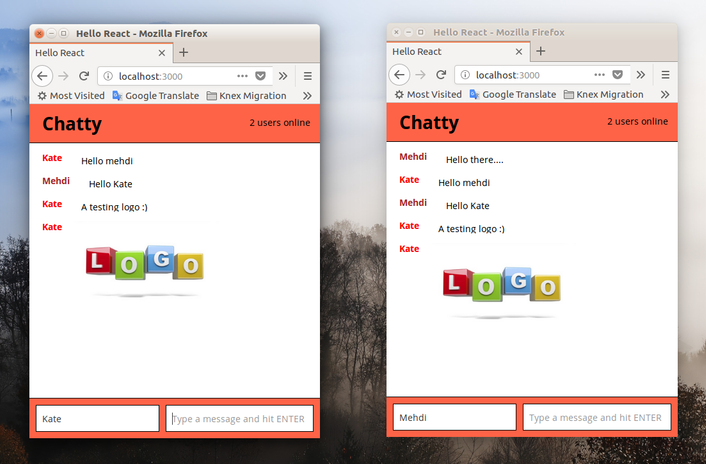 Hello React - Mozilla Firefox
Hello React
localhost:3000
Most Visited
Google Translate
Knex Migration
Chatty
2 users online
Kate
Hello mehdi
Mehdi
Hello Kate
Kate
A testing logo :)
Kate
LOGO
Kate
Type a message and hit ENTER
Hello React - Mozilla Firefox
Hello React
localhost:3000
Most Visited
Google Translate
Knex Migration
Chatty
2 users online
Mehdi
Hello there....
Kate
Hello mehdi
Mehdi
Hello Kate
Kate
A testing logo :)
Kate
LOGO
Mehdi
Type a message and hit ENTER